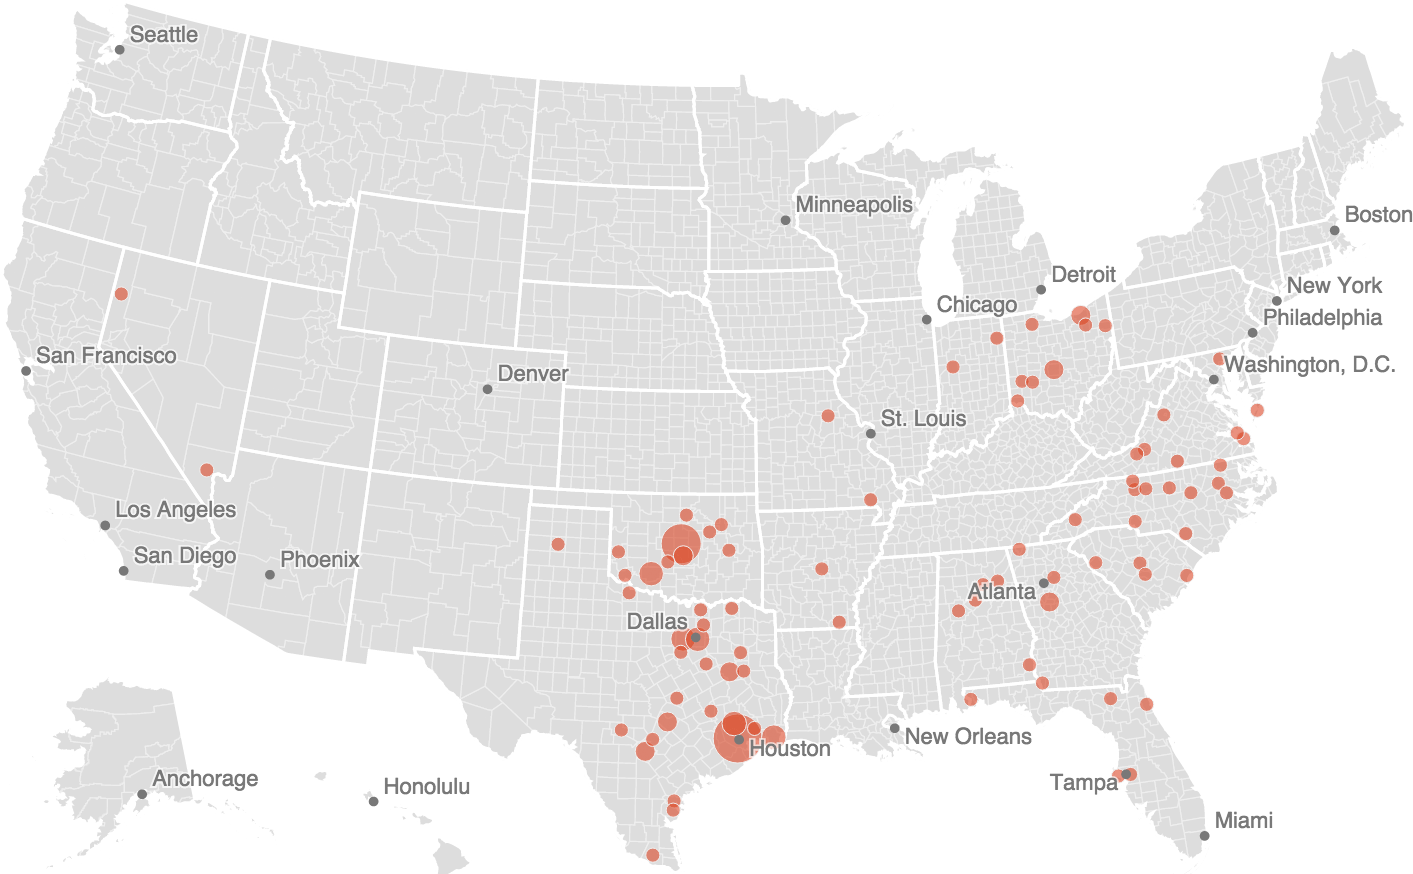 Seattle
Minneapolis
Boston
Detroit
New York
Chicago
Philadelphia
San Francisco
Washington, D.C.
Denver
St. Louis
Los Angeles
San Diego
Phoenix
Atlanta
Dallas
New Orleans
Houston
Anchorage
Honolulu
Tampa
Miami